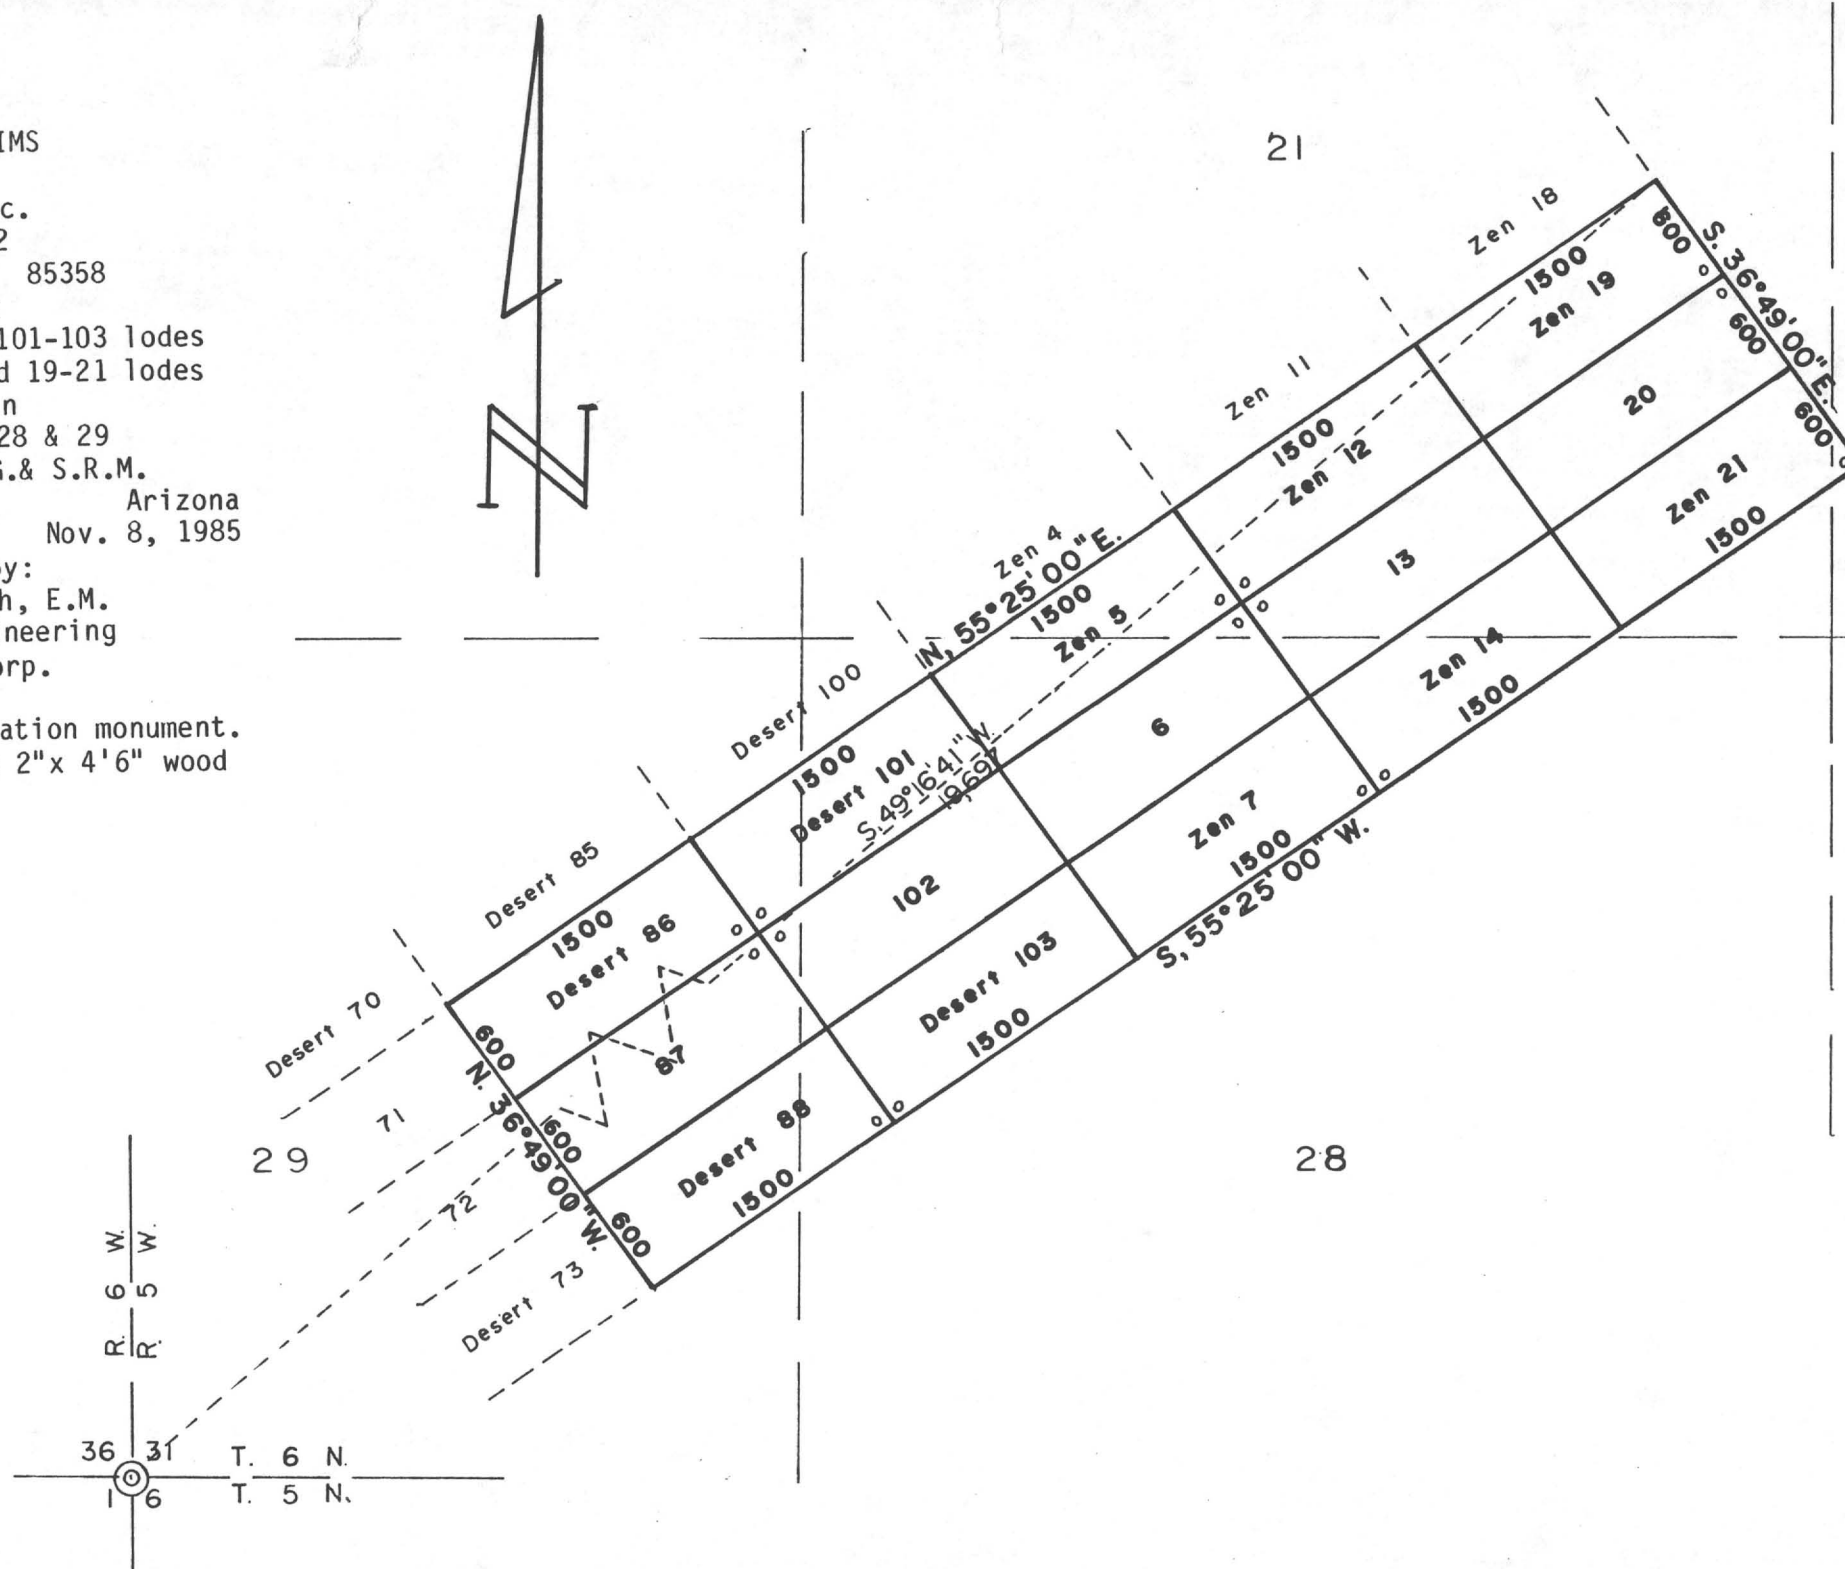 IMS
c.
2
85358
101-103 lodes
d 19-21 lodes
n
28 & 29
G.& S.R.M.
Arizona
Nov. 8, 1985
by:
h, E.M.
neering
orp.
ation monument.
2"x 4'6" wood
N
21
Zen 18
600
S. 36°49'00"E.
1500
Zen 19
600
Zen 11
20
600
1500
Zen 12
Zen 21
1500
Zen 4
N, 55°25'00"E.
1500
Zen 5
13
Zen 14
1500
Desert 100
1500
Desert 101
S. 49°16'41" W.
6
Zen 7
1500
S, 55°25'00" W.
Desert 85
1500
Desert 86
102
Desert 103
1500
Desert 70
600
N. 36°49'00"W.
87
71
600
Desert 88
1500
29
28
72
600
Desert 73
R. 6 W.
R. 5 W.
36 31
T. 6 N.
1 6
T. 5 N.